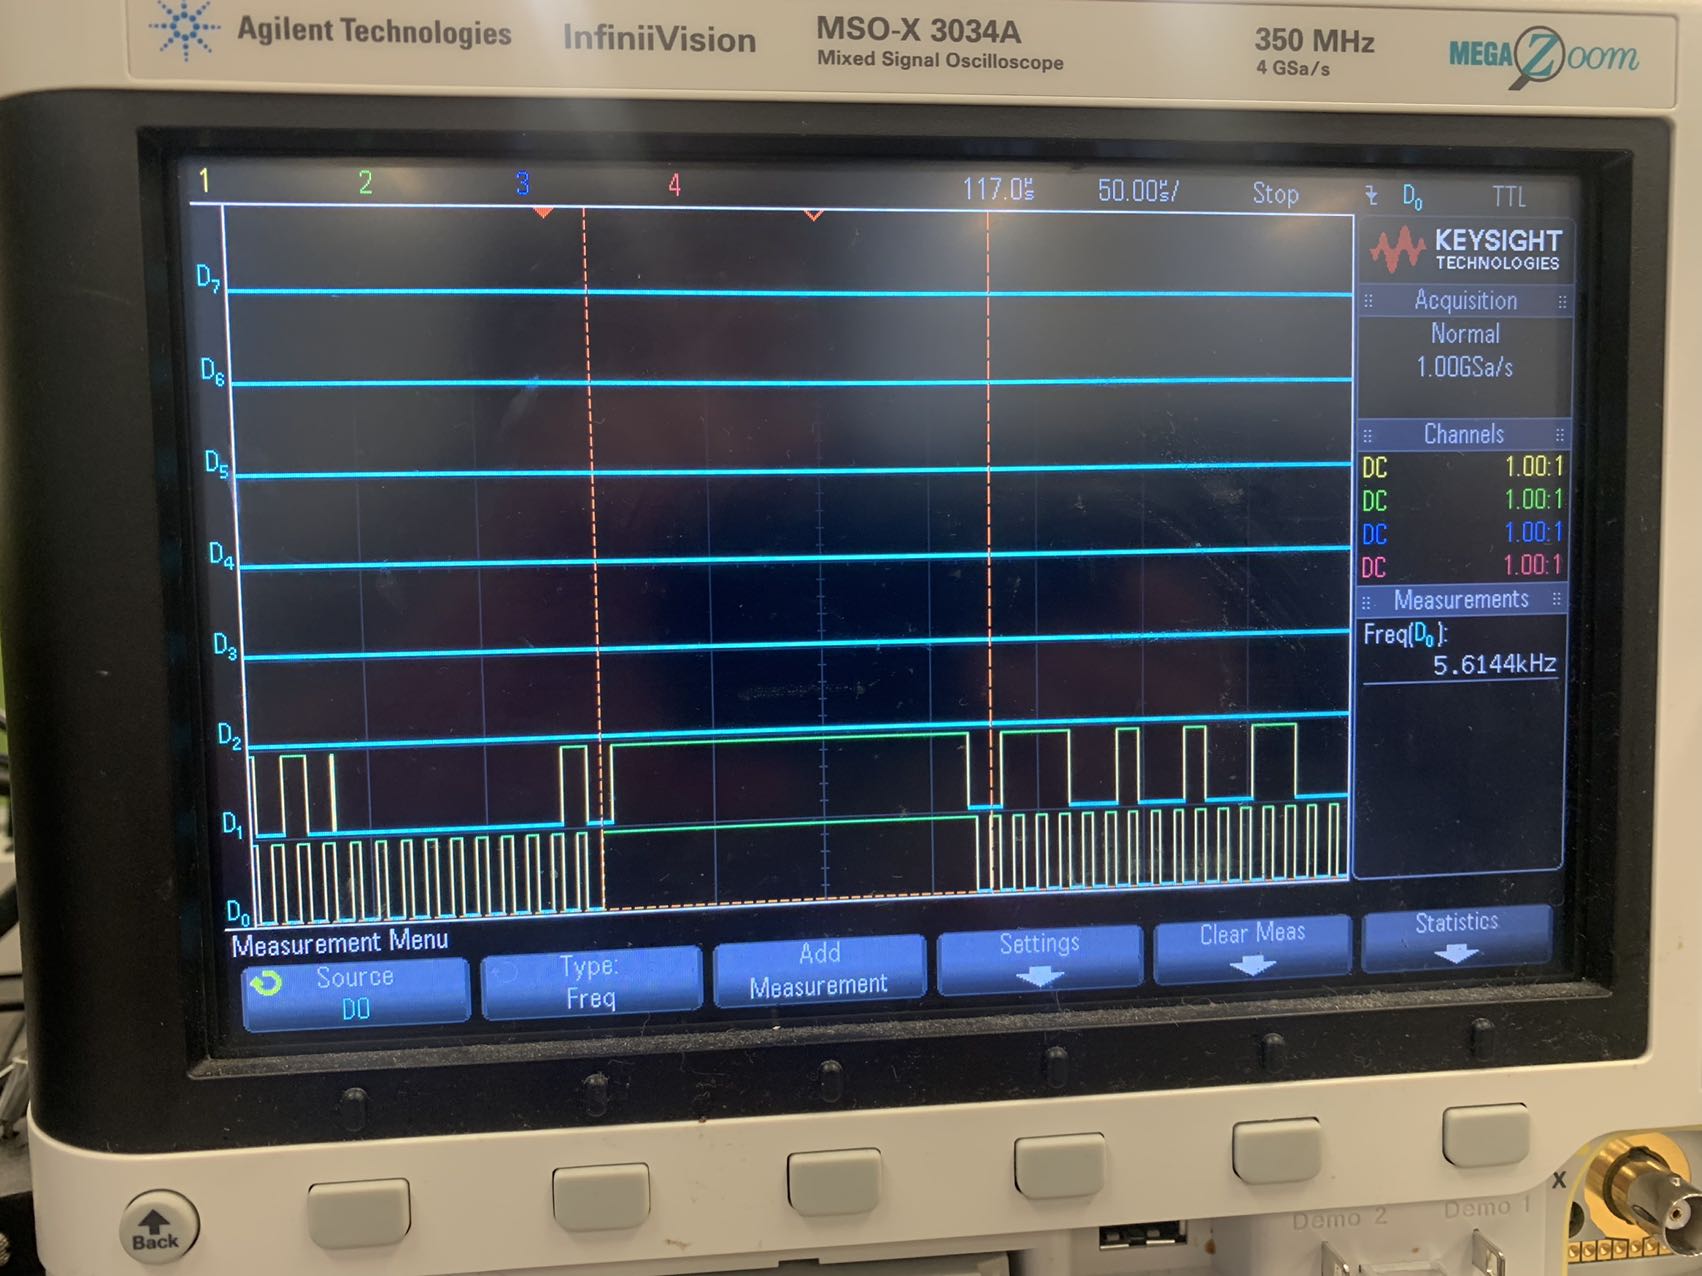 Agilent Technologies InfiniiVision MSO-X 3034A 350 MHz MEGA Zoom
Mixed Signal Oscilloscope 4 GSa/s
1 2 3 4 117.0µs 50.00µs/ Stop D0 TTL
KEYSIGHT
TECHNOLOGIES
Acquisition
Normal
1.00GSa/s
Channels
DC 1.00:1
DC 1.00:1
DC 1.00:1
DC 1.00:1
Measurements
Freq(D0):
5.6144kHz
D7
D6
D5
D4
D3
D2
D1
D0
Measurement Menu
Source
D0
Type:
Freq
Add
Measurement
Settings
Clear Meas
Statistics
Back
Demo 2
Demo 1
X